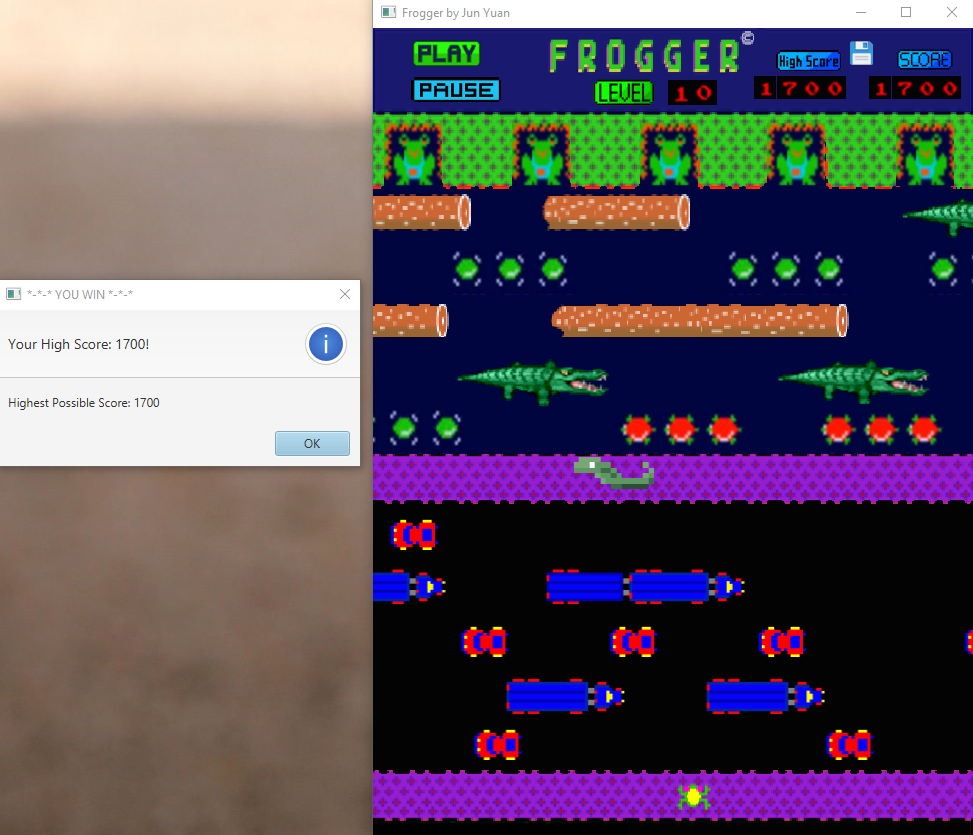 Frogger by Jun Yuan
PLAY
FROGGER©
High Score
SCORE
PAUSE
LEVEL
10
1700
1700
*-*-* YOU WIN *-*-*
Your High Score: 1700!
i
Highest Possible Score: 1700
OK